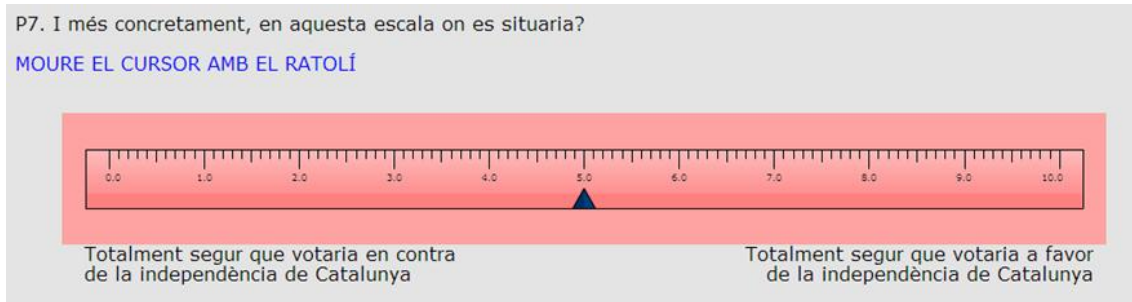 P7. I més concretament, en aquesta escala on es situaria?
MOURE EL CURSOR AMB EL RATOLÍ
0.0 1.0 2.0 3.0 4.0 5.0 6.0 7.0 8.0 9.0 10.0
Totalment segur que votaria en contra
de la independència de Catalunya
Totalment segur que votaria a favor
de la independència de Catalunya